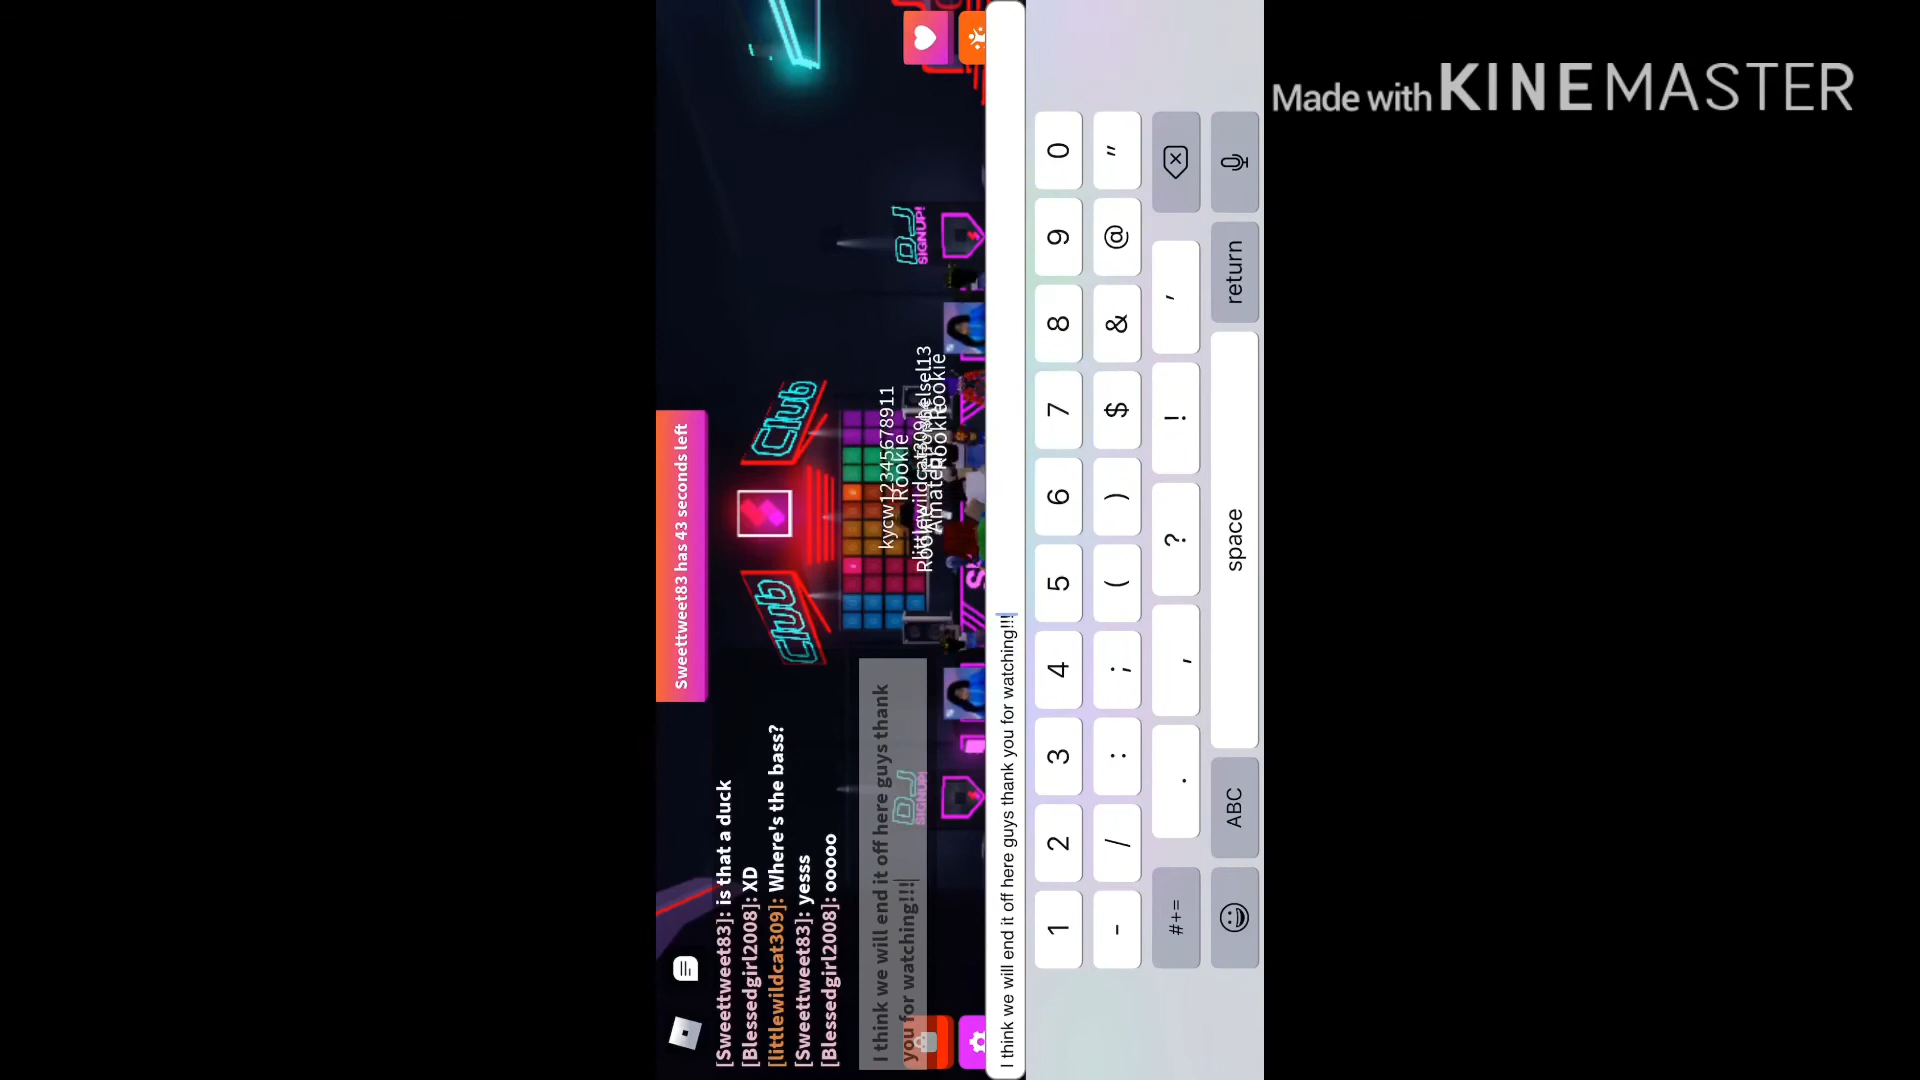 Made with KINEMASTER
Sweettweet83 has 43 seconds left
[Sweettweet83]: is that a duck
[Blessedgirl2008]: XD
[littlewildcat309]: Where's the bass?
[Sweettweet83]: yesss
[Blessedgirl2008]: ooooo
I think we will end it off here guys thank
you for watching!!!
Club
Club
DJ
SIGNUP!
DJ
SIGNUP!
kycw12345678911
Rookie
Rookie
I think we will end it off here guys thank you for watching!!!
1 2 3 4 5 6 7 8 9 0
- / : ; ( ) $ & @ "
#+= . , ? ! '
ABC space return